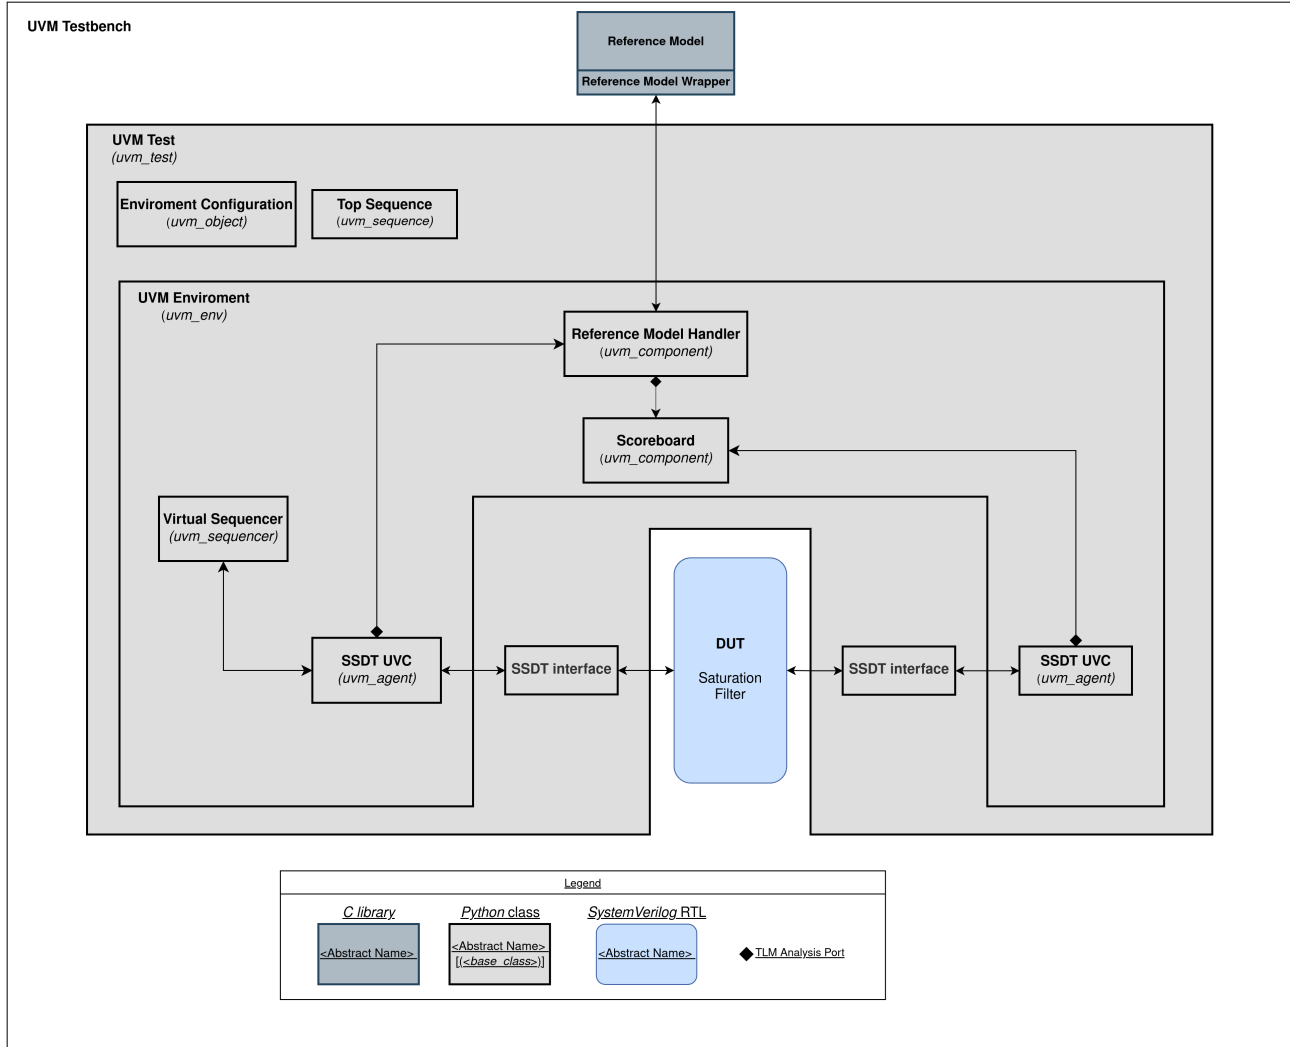 UVM Testbench
Reference Model
Reference Model Wrapper
UVM Test
(uvm_test)
Enviroment Configuration
(uvm_object)
Top Sequence
(uvm_sequence)
UVM Enviroment
(uvm_env)
Reference Model Handler
(uvm_component)
Scoreboard
(uvm_component)
Virtual Sequencer
(uvm_sequencer)
SSDT UVC
(uvm_agent)
SSDT interface
DUT
Saturation
Filter
SSDT interface
SSDT UVC
(uvm_agent)
Legend
C library
Python class
SystemVerilog RTL
<Abstract Name>
<Abstract Name>
[(<base_class>)]
<Abstract Name>
TLM Analysis Port